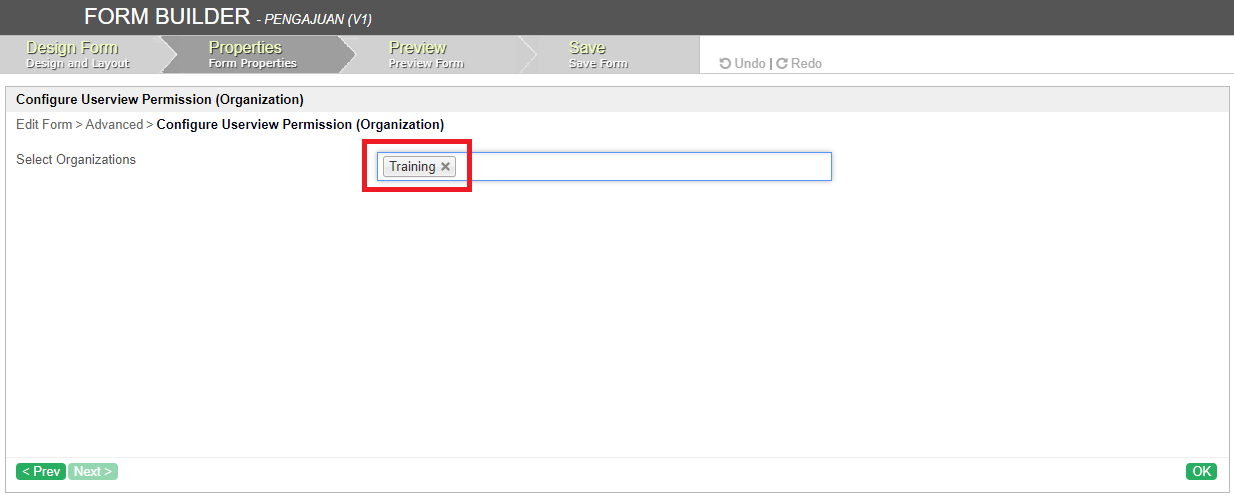 FORM BUILDER - PENGAJUAN (V1)
Design Form
Design and Layout
Properties
Form Properties
Preview
Preview Form
Save
Save Form
Undo | Redo
Configure Userview Permission (Organization)
Edit Form > Advanced > Configure Userview Permission (Organization)
Select Organizations
Training ×
< Prev Next > OK